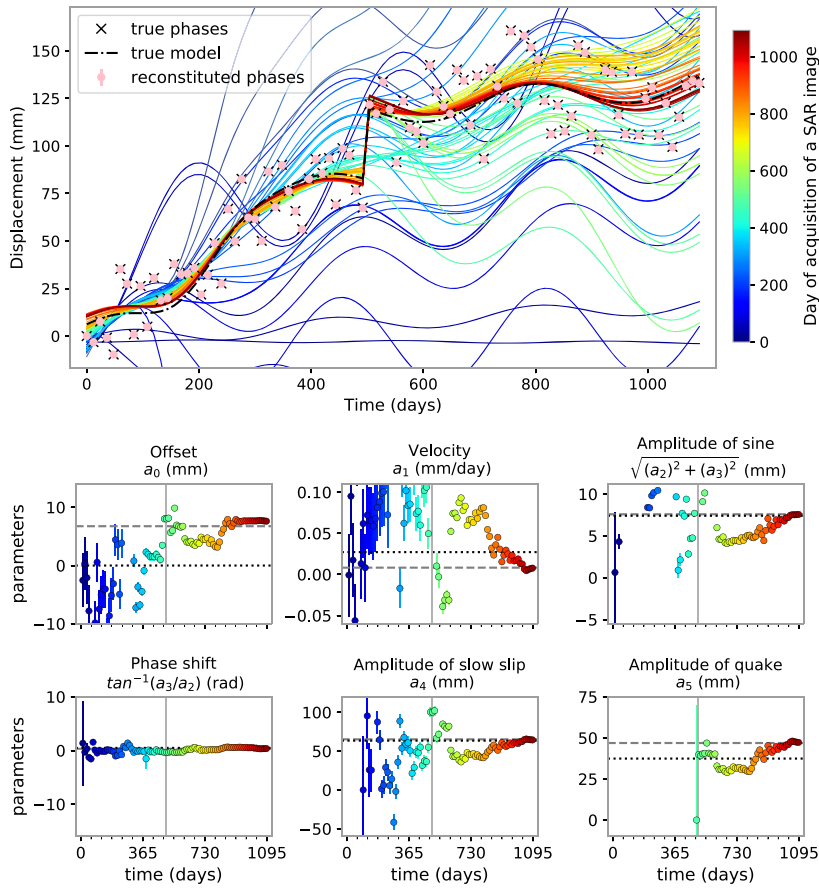 × true phases
true model
reconstituted phases
Displacement (mm)
150
125
100
75
50
25
0
0 200 400 600 800 1000
Time (days)
1000
800
600
400
200
0
Day of acquisition of a SAR image
Offset
a₀ (mm)
Velocity
a₁ (mm/day)
Amplitude of sine
√((a₂)² + (a₃)²) (mm)
parameters
10
0
−10
0.10
0.05
0.00
−0.05
10
5
0
−5
Phase shift
tan⁻¹(a₃/a₂) (rad)
Amplitude of slow slip
a₄ (mm)
Amplitude of quake
a₅ (mm)
parameters
10
0
−10
100
50
0
−50
75
50
25
0
0 365 730 1095
0 365 730 1095
0 365 730 1095
time (days)
time (days)
time (days)